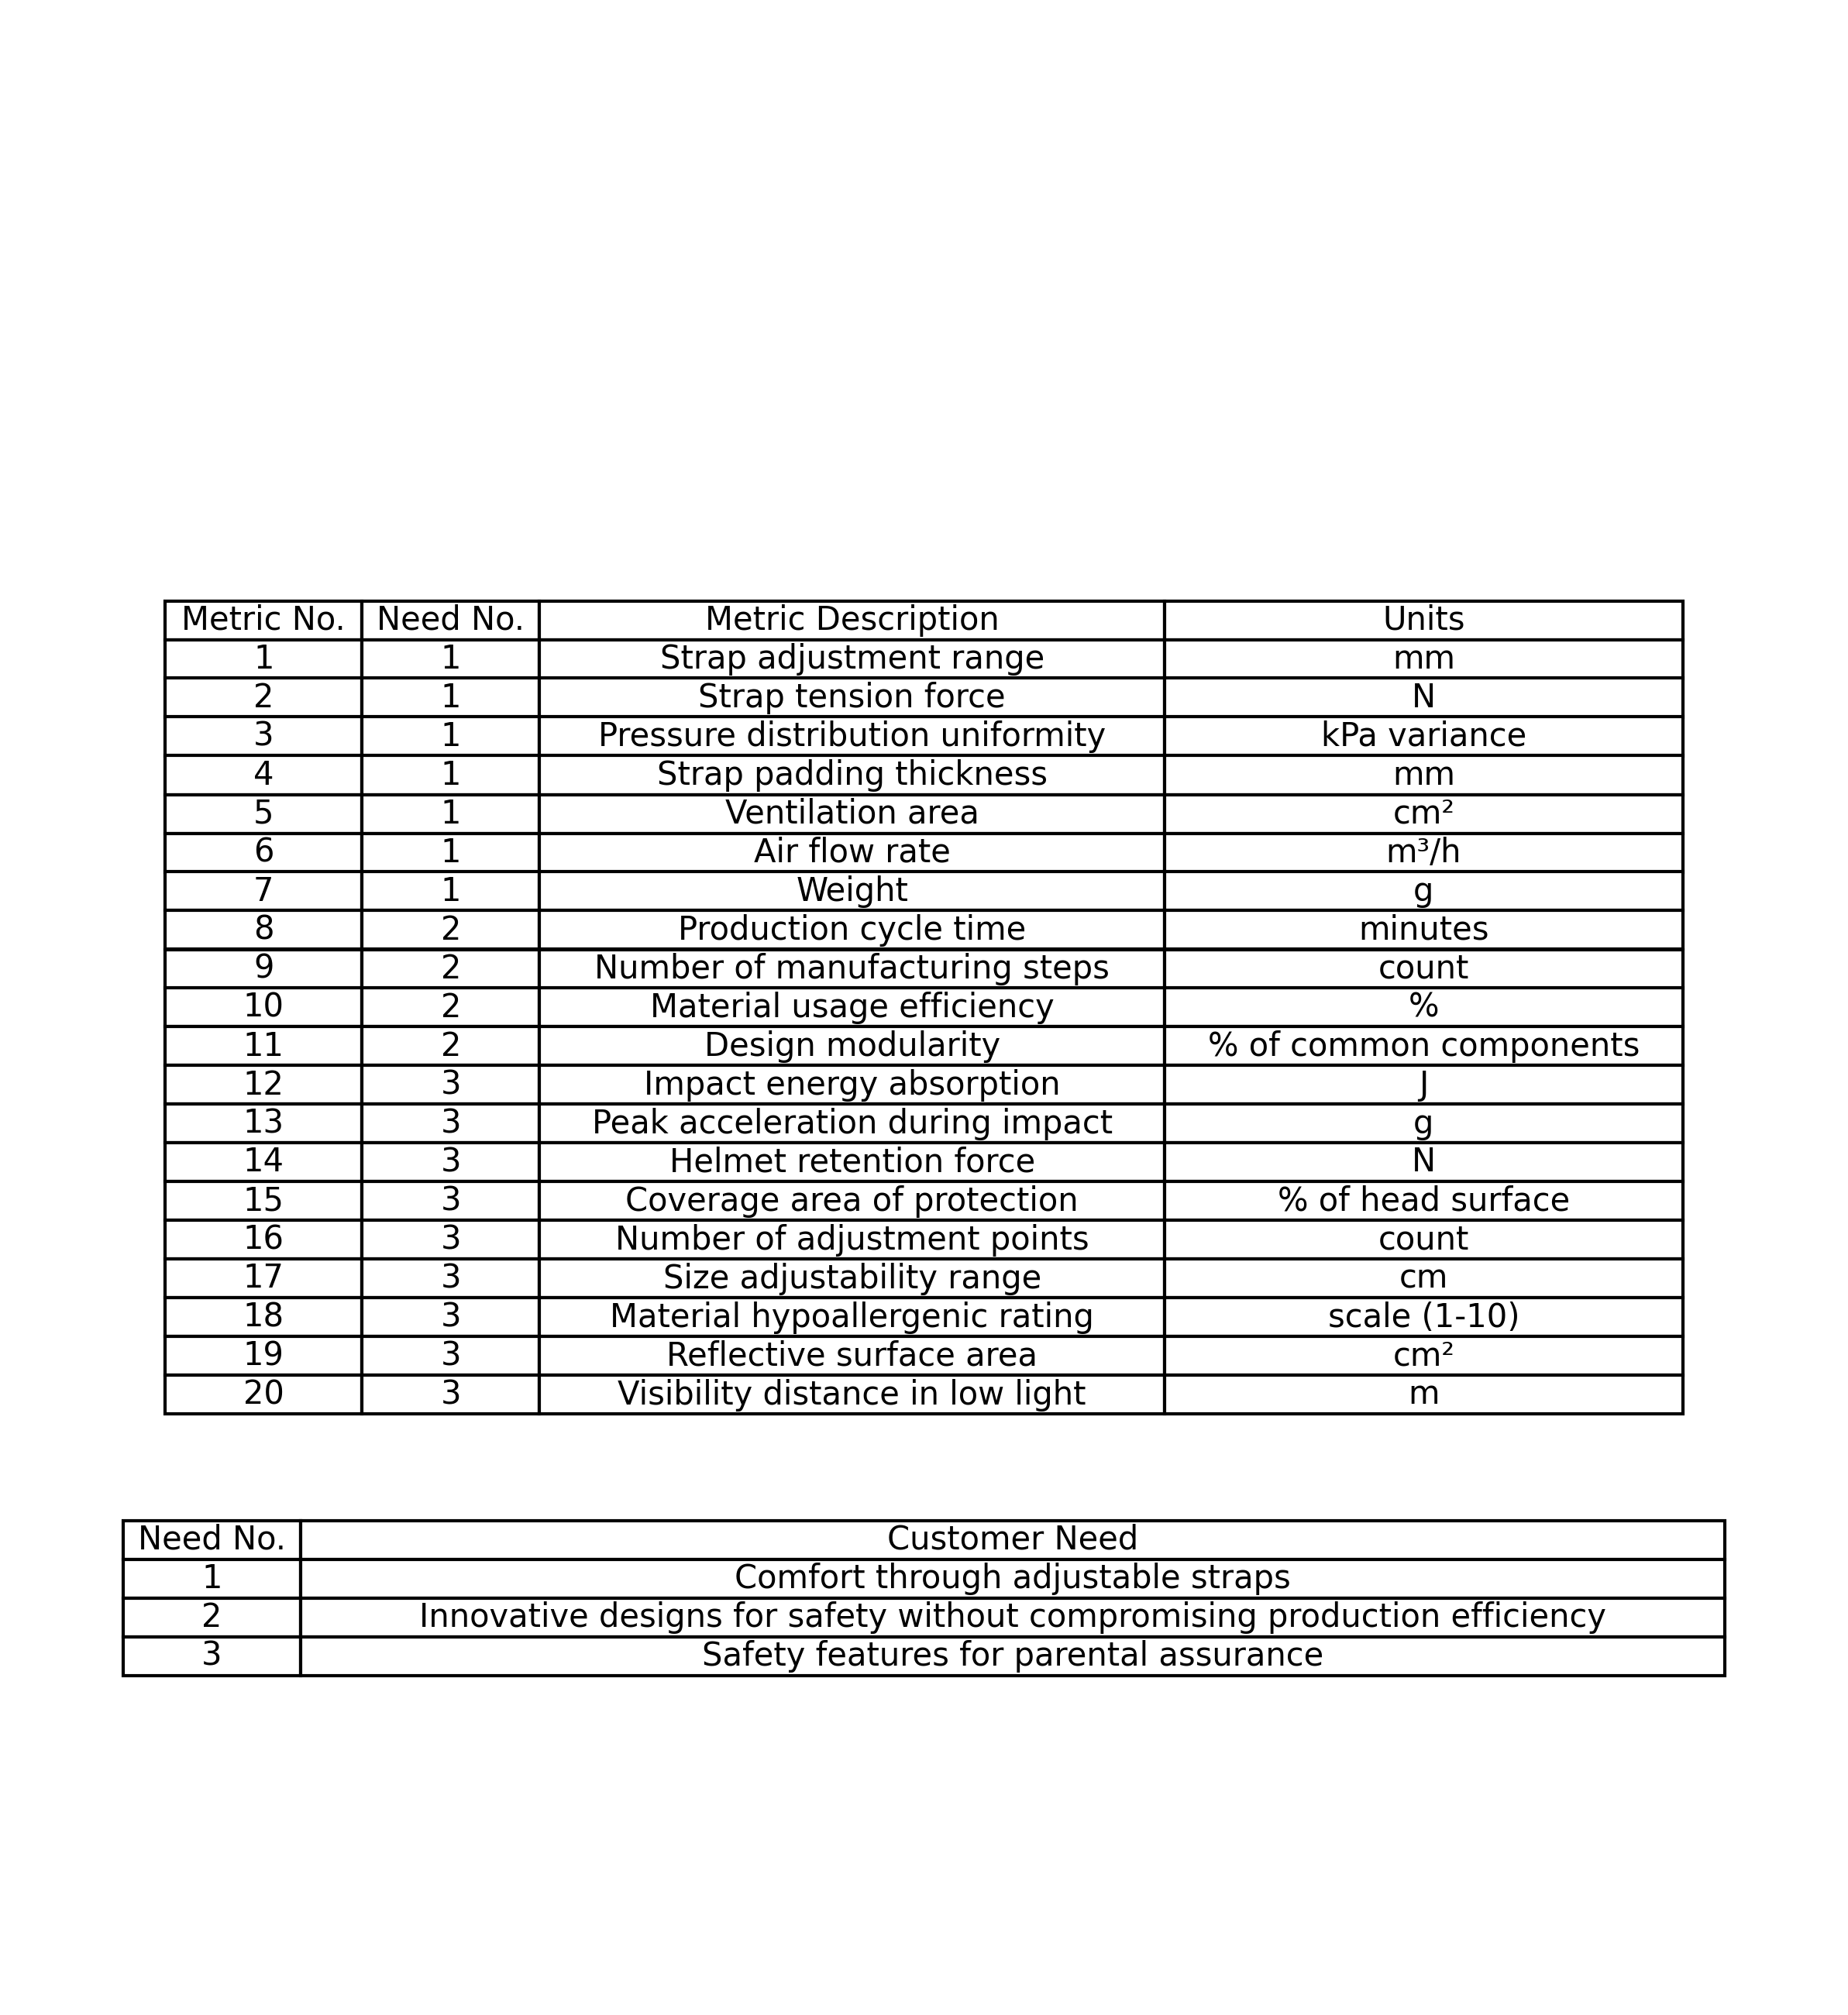 Metric No. Need No. Metric Description Units
1 1 Strap adjustment range mm
2 1 Strap tension force N
3 1 Pressure distribution uniformity kPa variance
4 1 Strap padding thickness mm
5 1 Ventilation area cm²
6 1 Air flow rate m³/h
7 1 Weight g
8 2 Production cycle time minutes
9 2 Number of manufacturing steps count
10 2 Material usage efficiency %
11 2 Design modularity % of common components
12 3 Impact energy absorption J
13 3 Peak acceleration during impact g
14 3 Helmet retention force N
15 3 Coverage area of protection % of head surface
16 3 Number of adjustment points count
17 3 Size adjustability range cm
18 3 Material hypoallergenic rating scale (1-10)
19 3 Reflective surface area cm²
20 3 Visibility distance in low light m
Need No. Customer Need
1 Comfort through adjustable straps
2 Innovative designs for safety without compromising production efficiency
3 Safety features for parental assurance